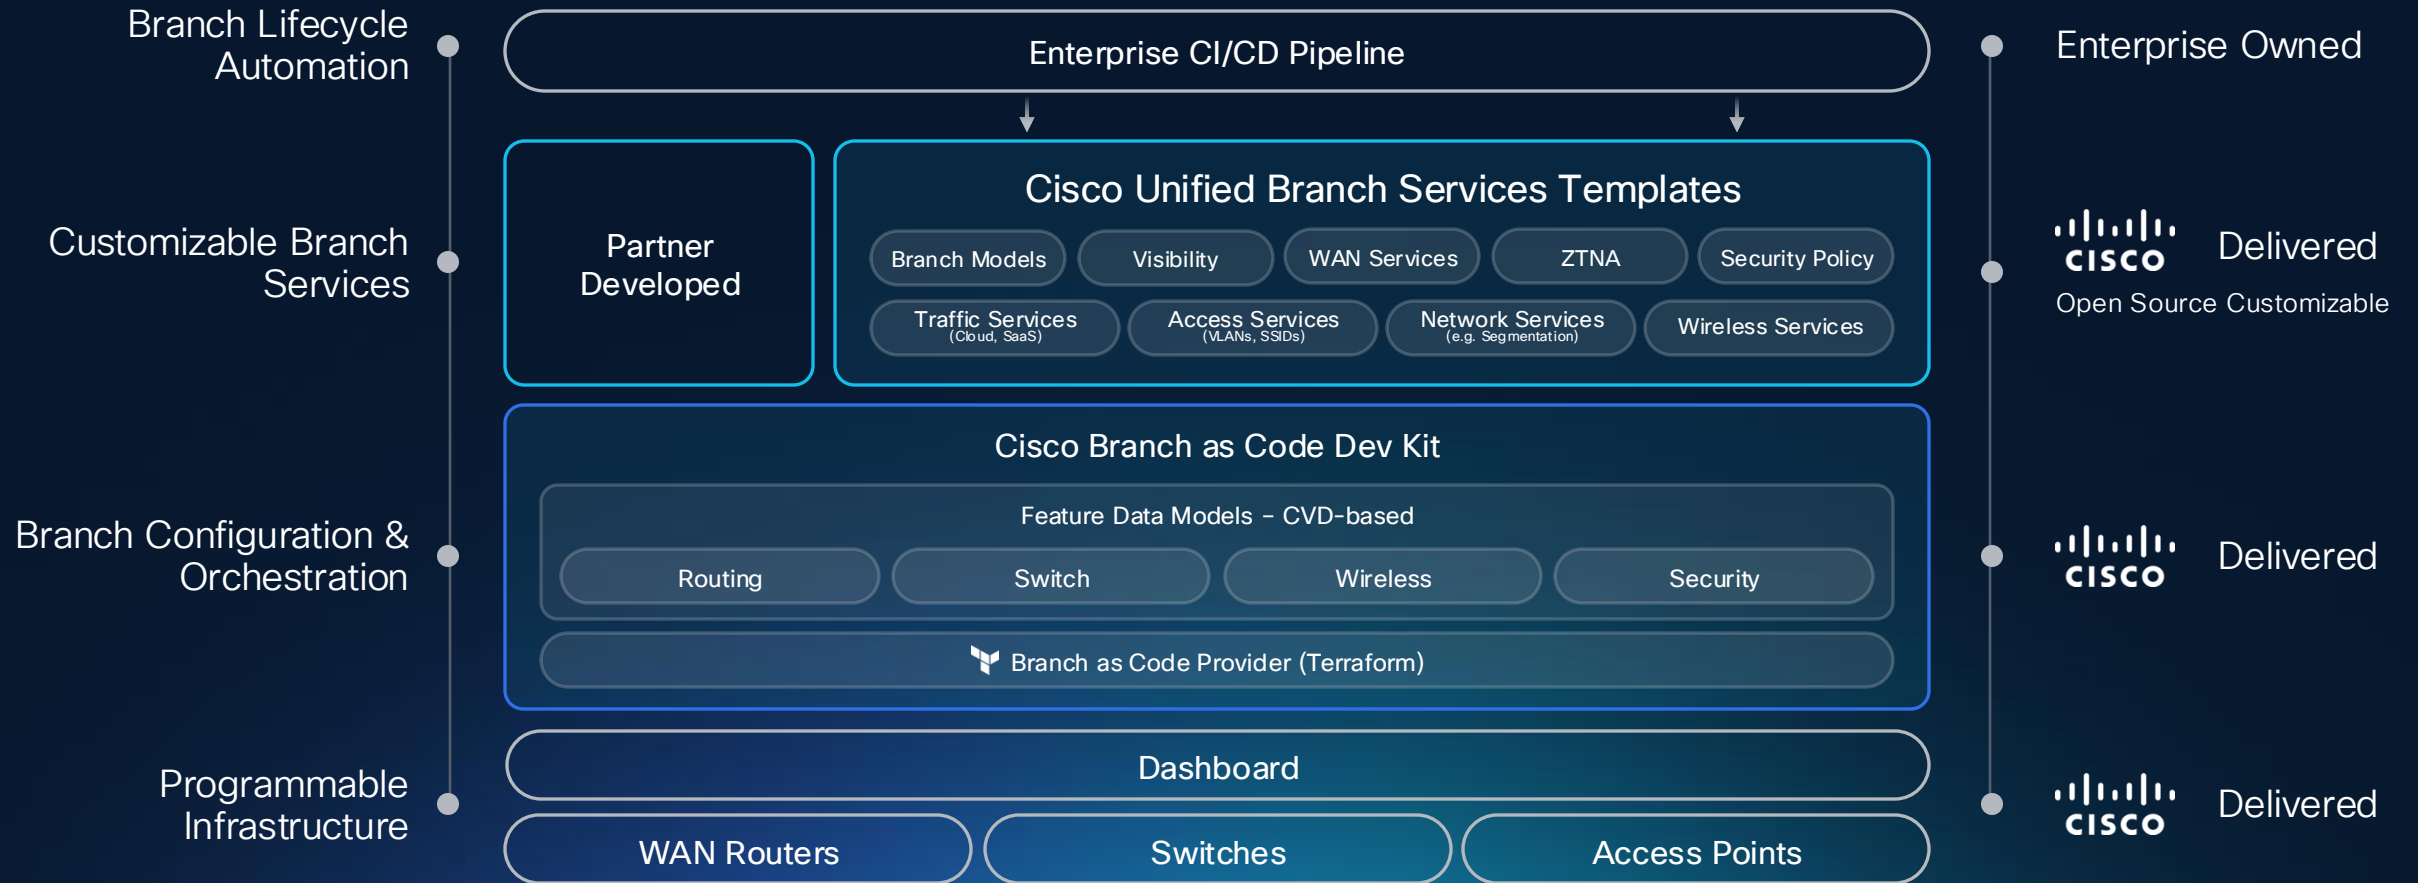 Branch Lifecycle
Automation
Enterprise CI/CD Pipeline
Enterprise Owned
Customizable Branch
Services
Partner
Developed
Cisco Unified Branch Services Templates
Branch Models
Visibility
WAN Services
ZTNA
Security Policy
Traffic Services
(Cloud, SaaS)
Access Services
(VLANs, SSIDs)
Network Services
(e.g. Segmentation)
Wireless Services
CISCO
Delivered
Open Source Customizable
Branch Configuration &
Orchestration
Cisco Branch as Code Dev Kit
Feature Data Models – CVD-based
Routing
Switch
Wireless
Security
Branch as Code Provider (Terraform)
CISCO
Delivered
Programmable
Infrastructure
Dashboard
WAN Routers
Switches
Access Points
CISCO
Delivered